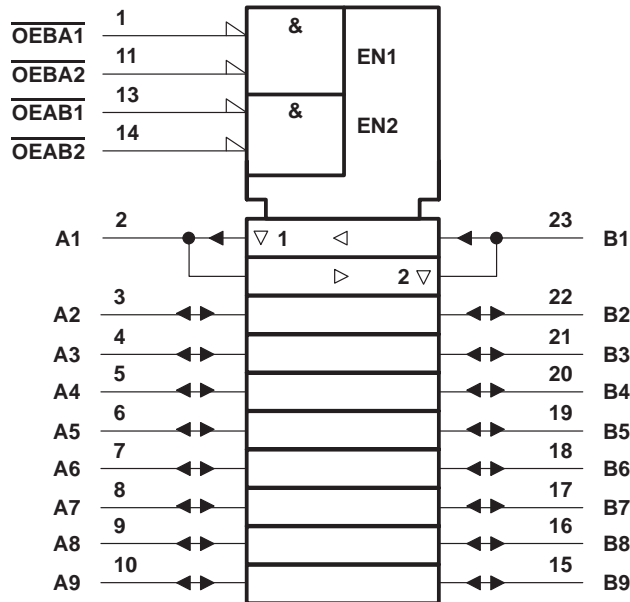 OEBA1 1 &
EN1
OEBA2 11
OEAB1 13 &
EN2
OEAB2 14
A1 2 1 23 B1
2
A2 3 22 B2
A3 4 21 B3
A4 5 20 B4
A5 6 19 B5
A6 7 18 B6
A7 8 17 B7
A8 9 16 B8
A9 10 15 B9